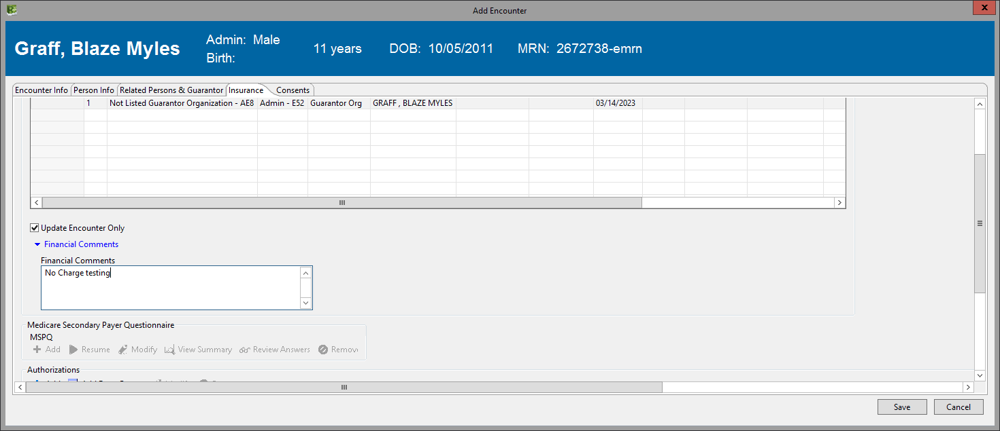 Add Encounter
Graff, Blaze Myles
Admin: Male
Birth:
11 years
DOB: 10/05/2011
MRN: 2672738-emrn
Encounter Info Person Info Related Persons & Guarantor Insurance Consents
1 Not Listed Guarantor Organization - AE8 Admin - E52 Guarantor Org GRAFF , BLAZE MYLES 03/14/2023
Update Encounter Only
Financial Comments
Financial Comments
No Charge testing
Medicare Secondary Payer Questionnaire
MSPQ
Add Resume Modify View Summary Review Answers Remov
Authorizations
Save Cancel